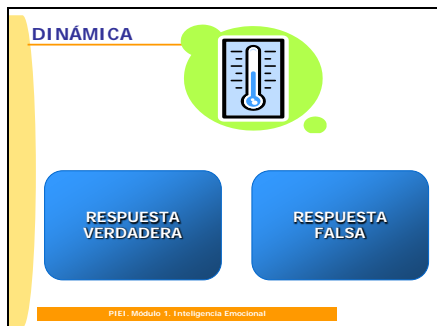 DINÁMICA
RESPUESTA
VERDADERA
RESPUESTA
FALSA
PIEI. Módulo 1. Inteligencia Emocional